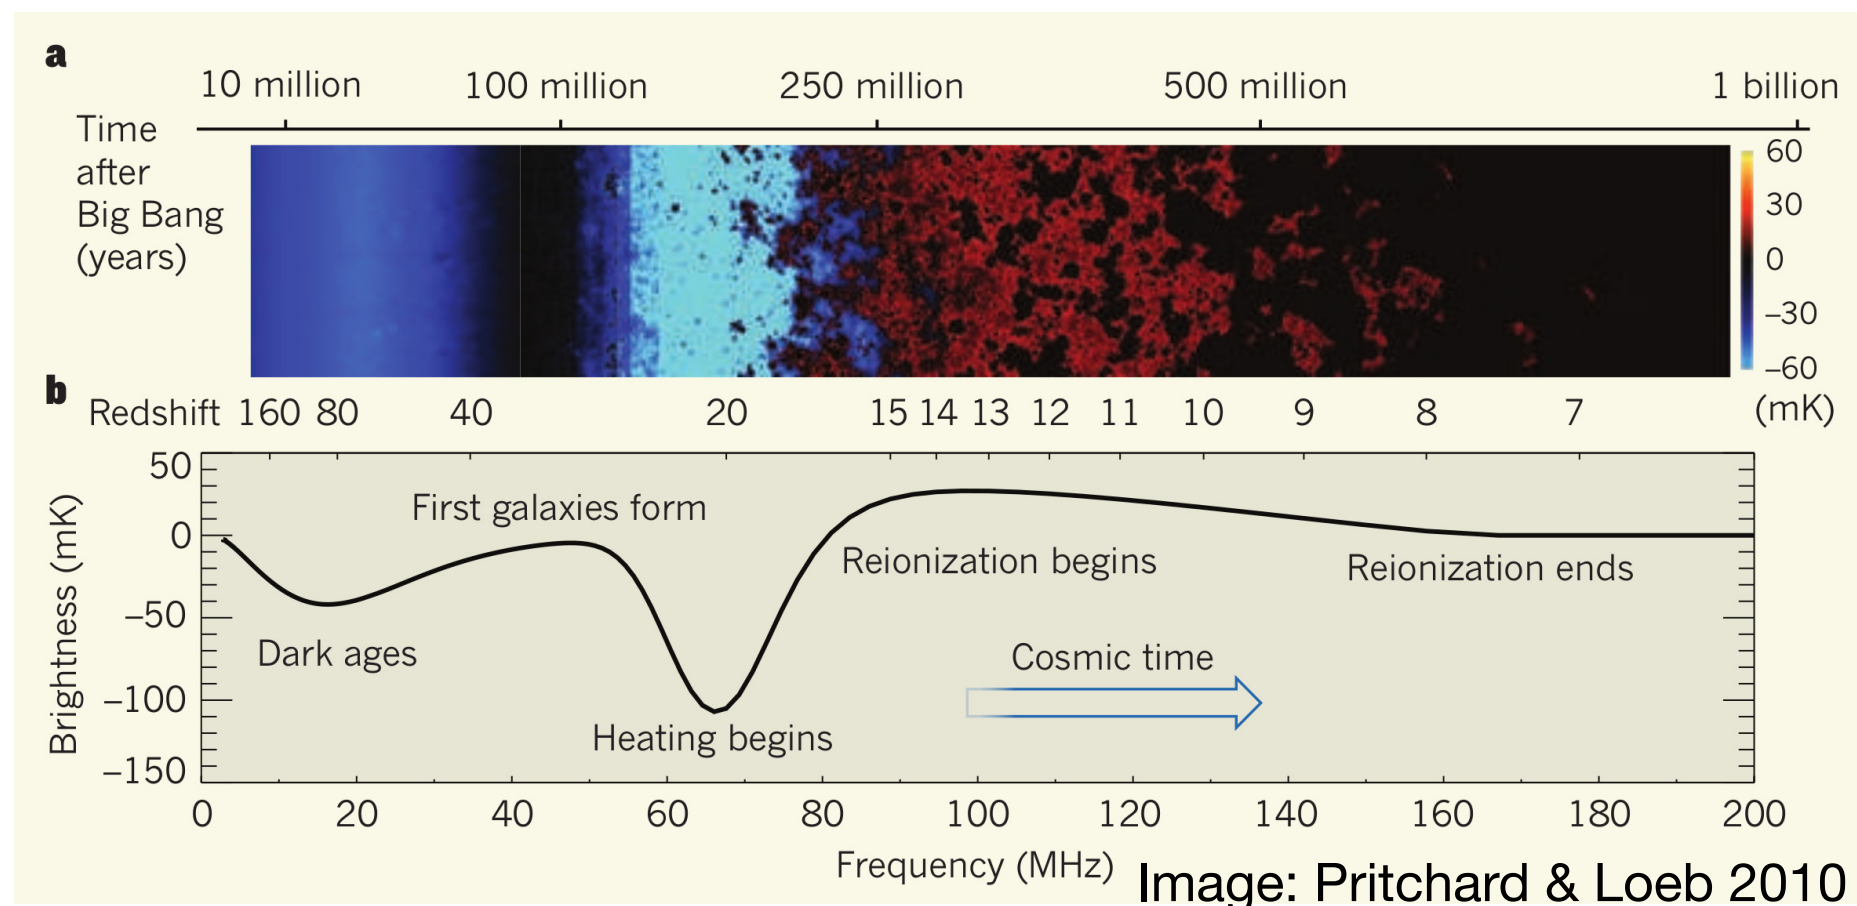 a
10 million 100 million 250 million 500 million 1 billion
Time
after
Big Bang
(years)
60
30
0
–30
–60
(mK)
b
Redshift 160 80 40 20 15 14 13 12 11 10 9 8 7
50
0
–50
–100
–150
Brightness (mK)
First galaxies form
Dark ages
Heating begins
Reionization begins
Reionization ends
Cosmic time
0 20 40 60 80 100 120 140 160 180 200
Frequency (MHz)
Image: Pritchard & Loeb 2010